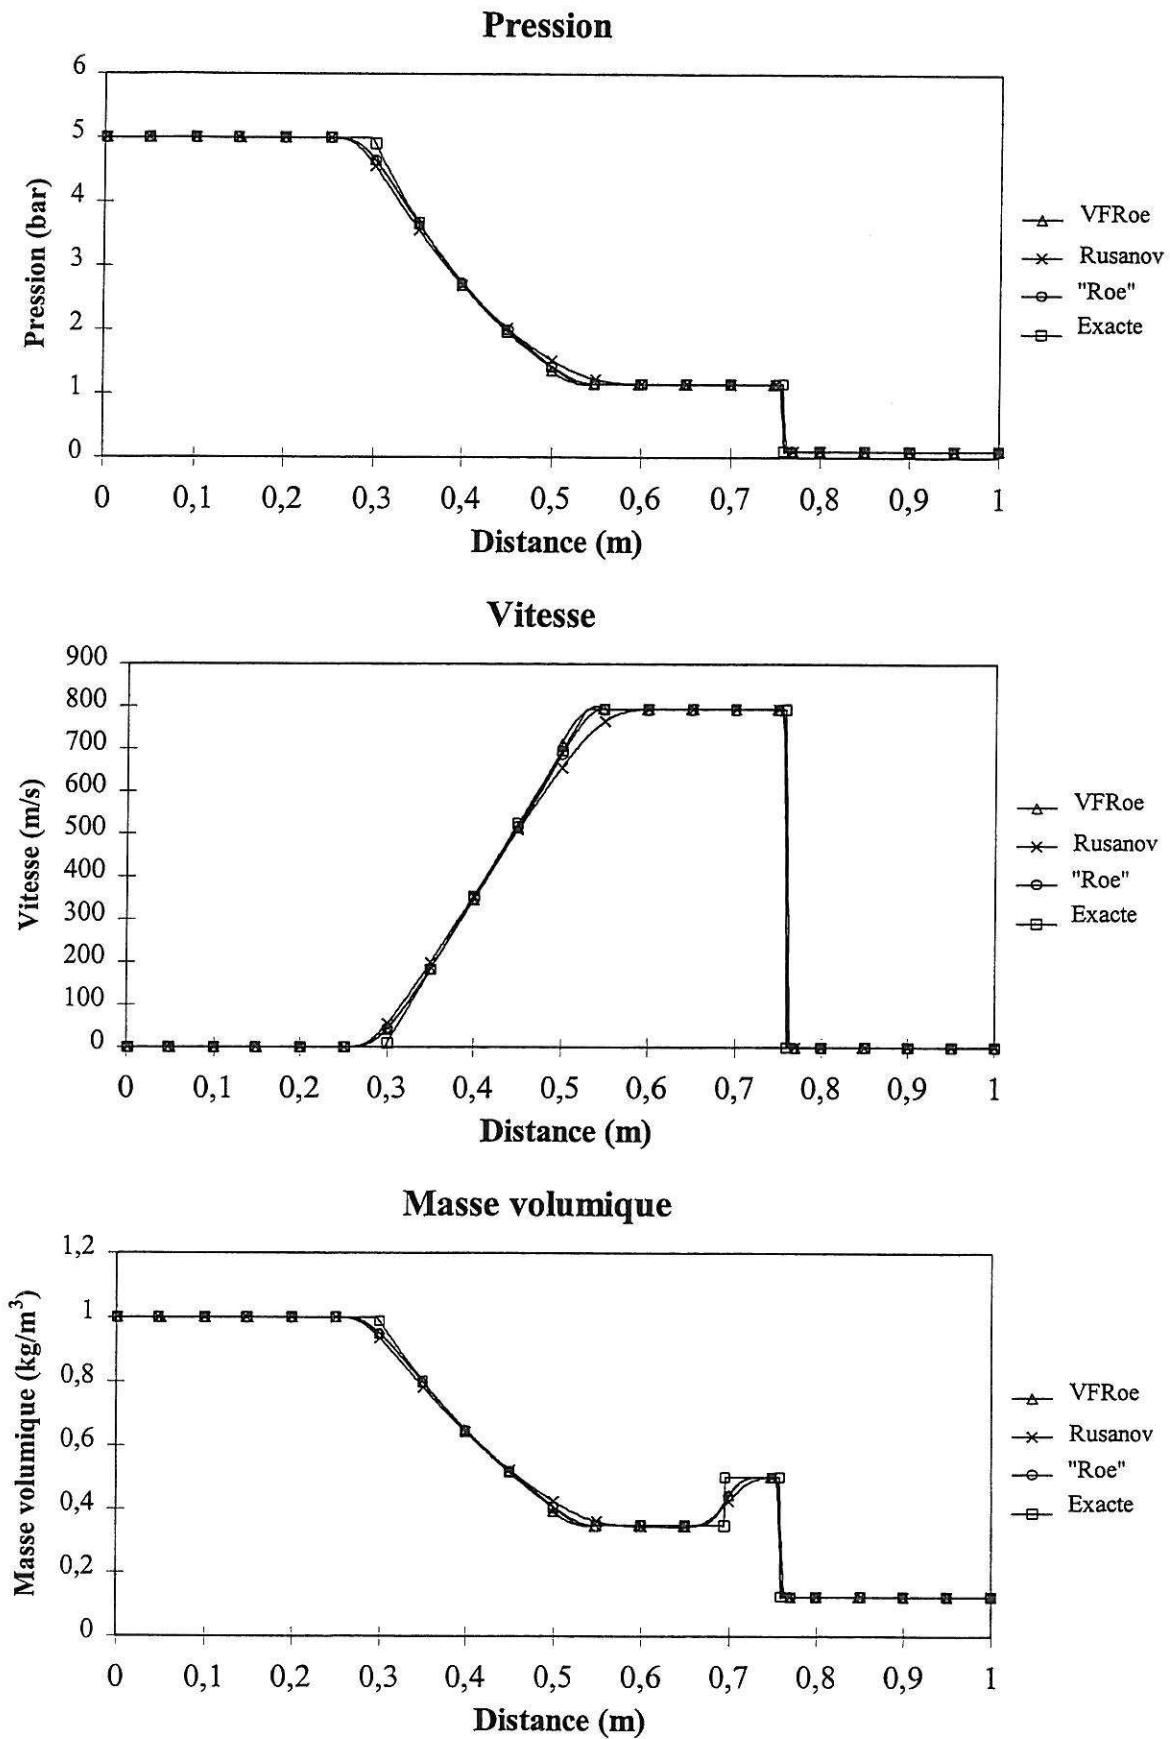 Pression
6
5
4
3
2
1
0
Pression (bar)
0 0,1 0,2 0,3 0,4 0,5 0,6 0,7 0,8 0,9 1
Distance (m)
VFRoe
Rusanov
"Roe"
Exacte
Vitesse
900
800
700
600
500
400
300
200
100
0
Vitesse (m/s)
0 0,1 0,2 0,3 0,4 0,5 0,6 0,7 0,8 0,9 1
Distance (m)
VFRoe
Rusanov
"Roe"
Exacte
Masse volumique
1,2
1
0,8
0,6
0,4
0,2
0
Masse volumique (kg/m³)
0 0,1 0,2 0,3 0,4 0,5 0,6 0,7 0,8 0,9 1
Distance (m)
VFRoe
Rusanov
"Roe"
Exacte